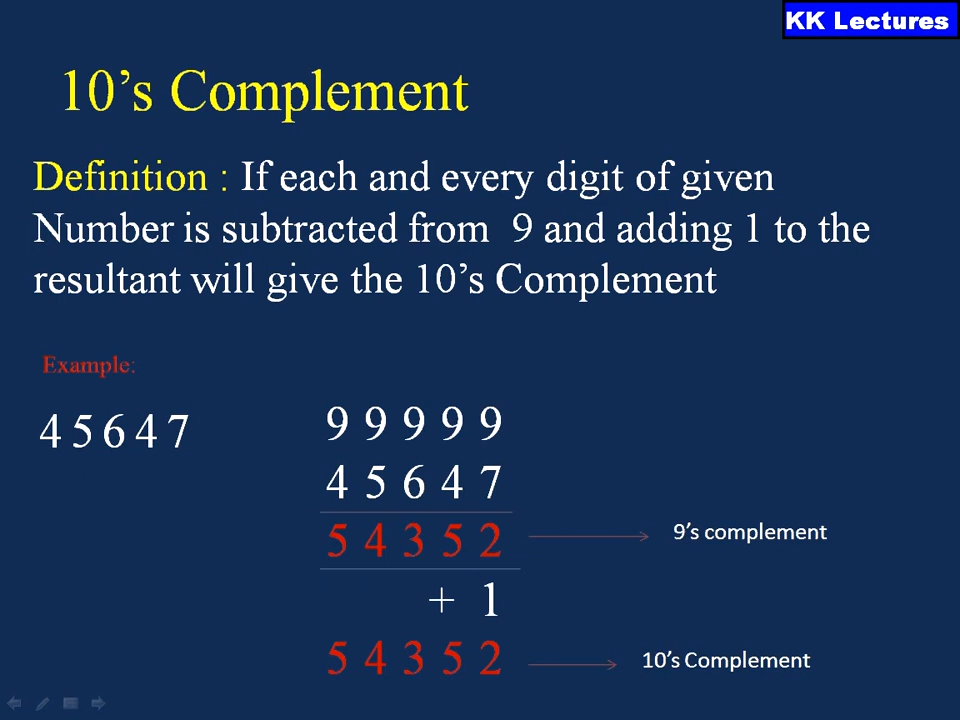 KK Lectures
10's Complement
Definition : If each and every digit of given
Number is subtracted from 9 and adding 1 to the
resultant will give the 10's Complement
Example:
4 5 6 4 7
9 9 9 9 9
4 5 6 4 7
5 4 3 5 2
9's complement
+ 1
5 4 3 5 2
10's Complement